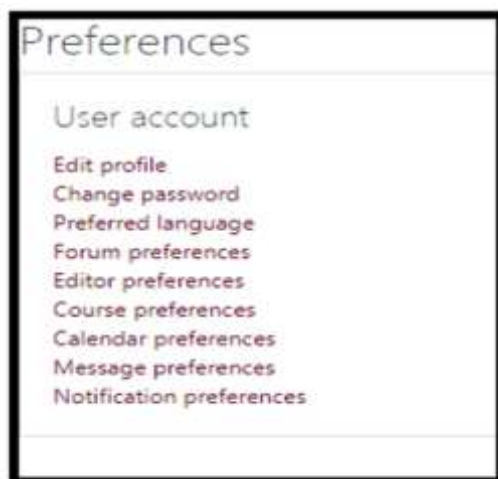 Preferences
User account
Edit profile
Change password
Preferred language
Forum preferences
Editor preferences
Course preferences
Calendar preferences
Message preferences
Notification preferences